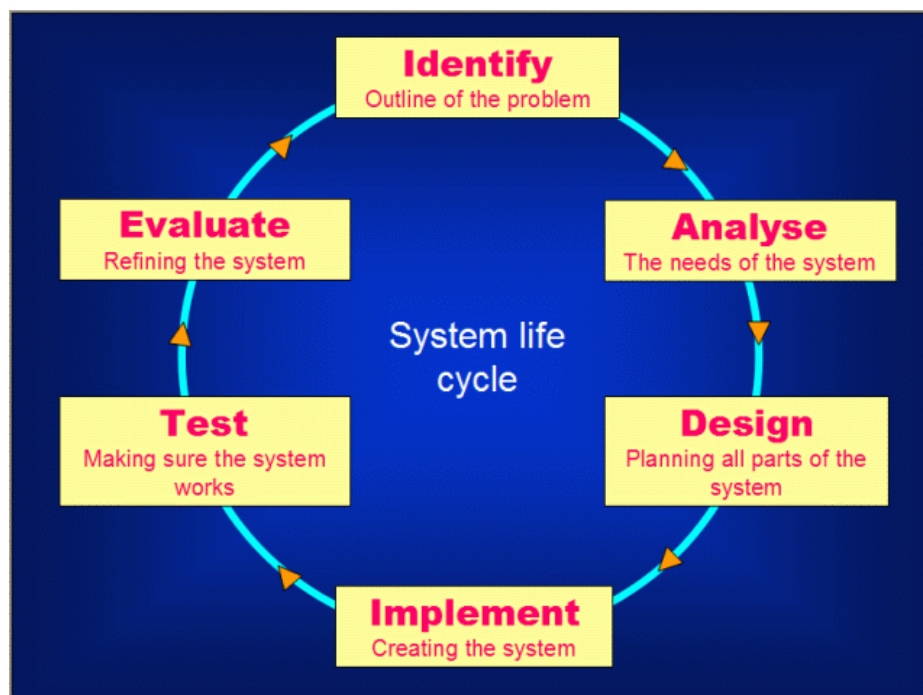 Identify
Outline of the problem
Analyse
The needs of the system
Design
Planning all parts of the
system
Implement
Creating the system
Test
Making sure the system
works
Evaluate
Refining the system
System life
cycle